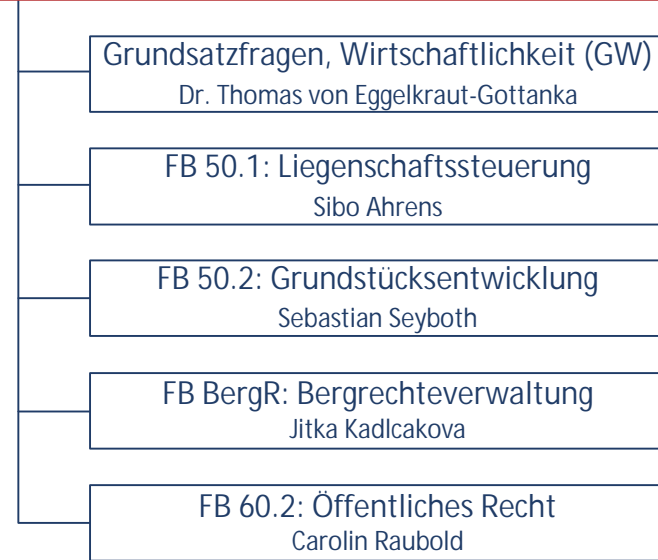 Grundsatzfragen, Wirtschaftlichkeit (GW)
Dr. Thomas von Eggelkraut-Gottanka
FB 50.1: Liegenschaftssteuerung
Sibo Ahrens
FB 50.2: Grundstücksentwicklung
Sebastian Seyboth
FB BergR: Bergrechteverwaltung
Jitka Kadlcakova
FB 60.2: Öffentliches Recht
Carolin Raubold